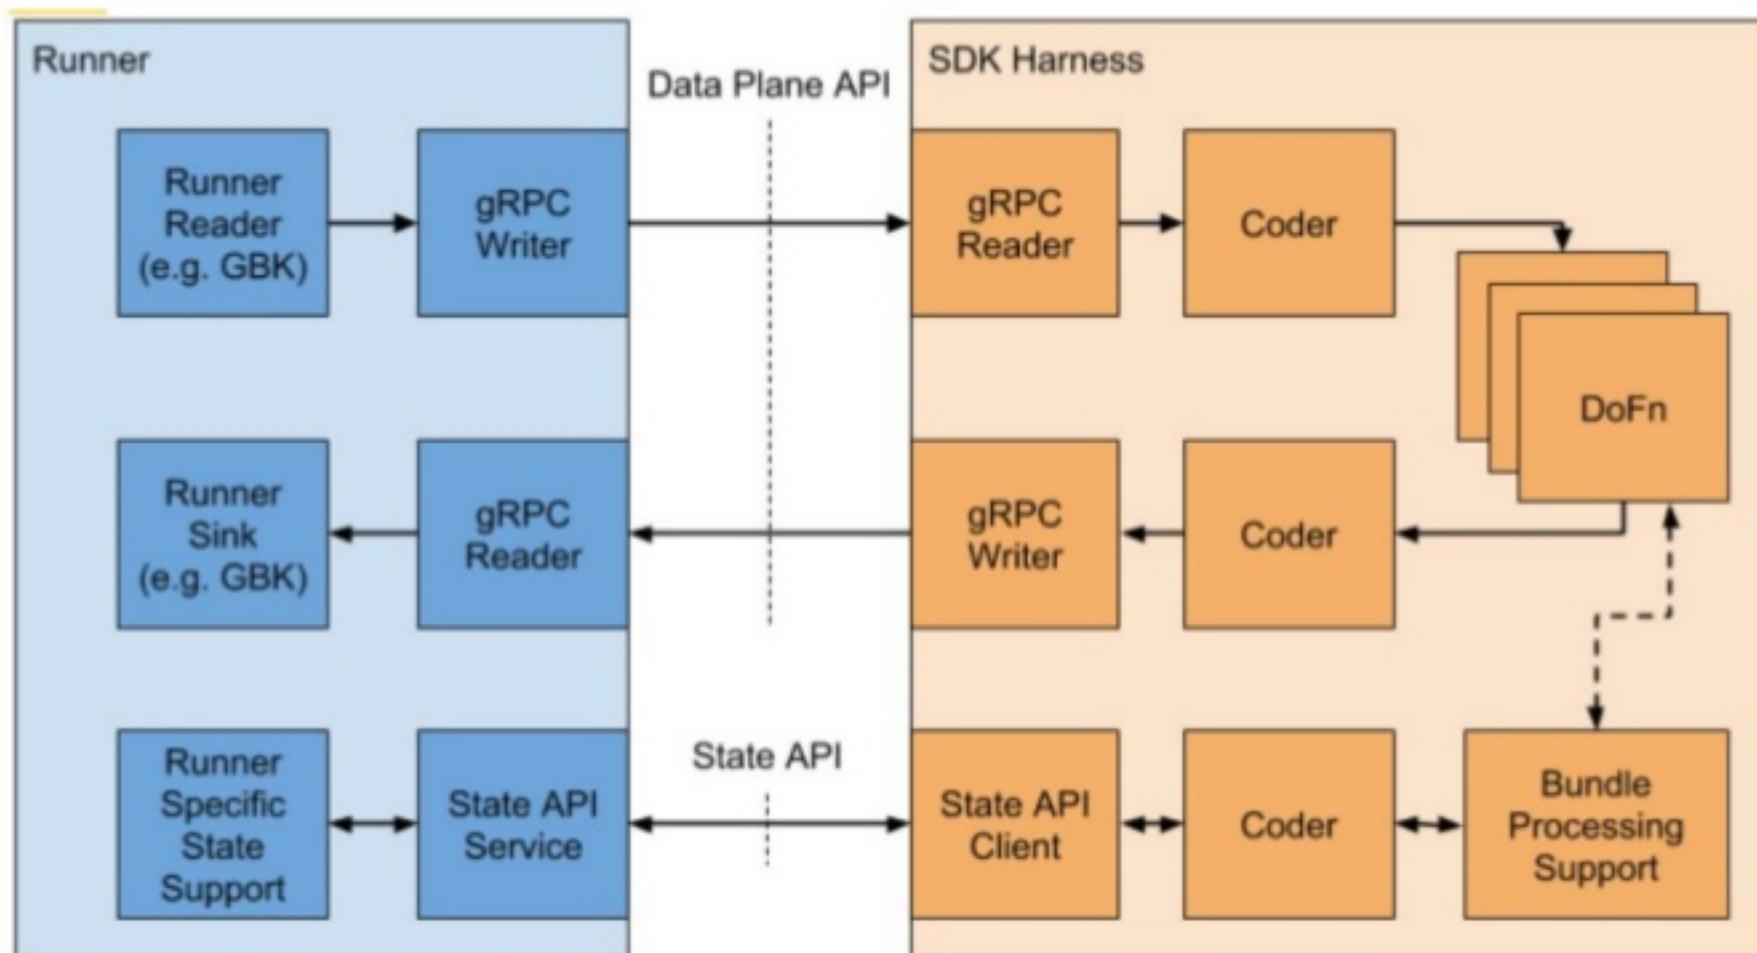 Runner
SDK Harness
Data Plane API
Runner
Reader
(e.g. GBK)
gRPC
Writer
gRPC
Reader
Coder
DoFn
Runner
Sink
(e.g. GBK)
gRPC
Reader
gRPC
Writer
Coder
State API
Runner
Specific
State
Support
State API
Service
State API
Client
Coder
Bundle
Processing
Support